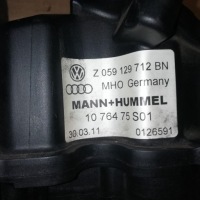 Z 059 129 712 BN
MHO Germany
MANN+HUMMEL
10 764 75 S01
30.03.11 0126591